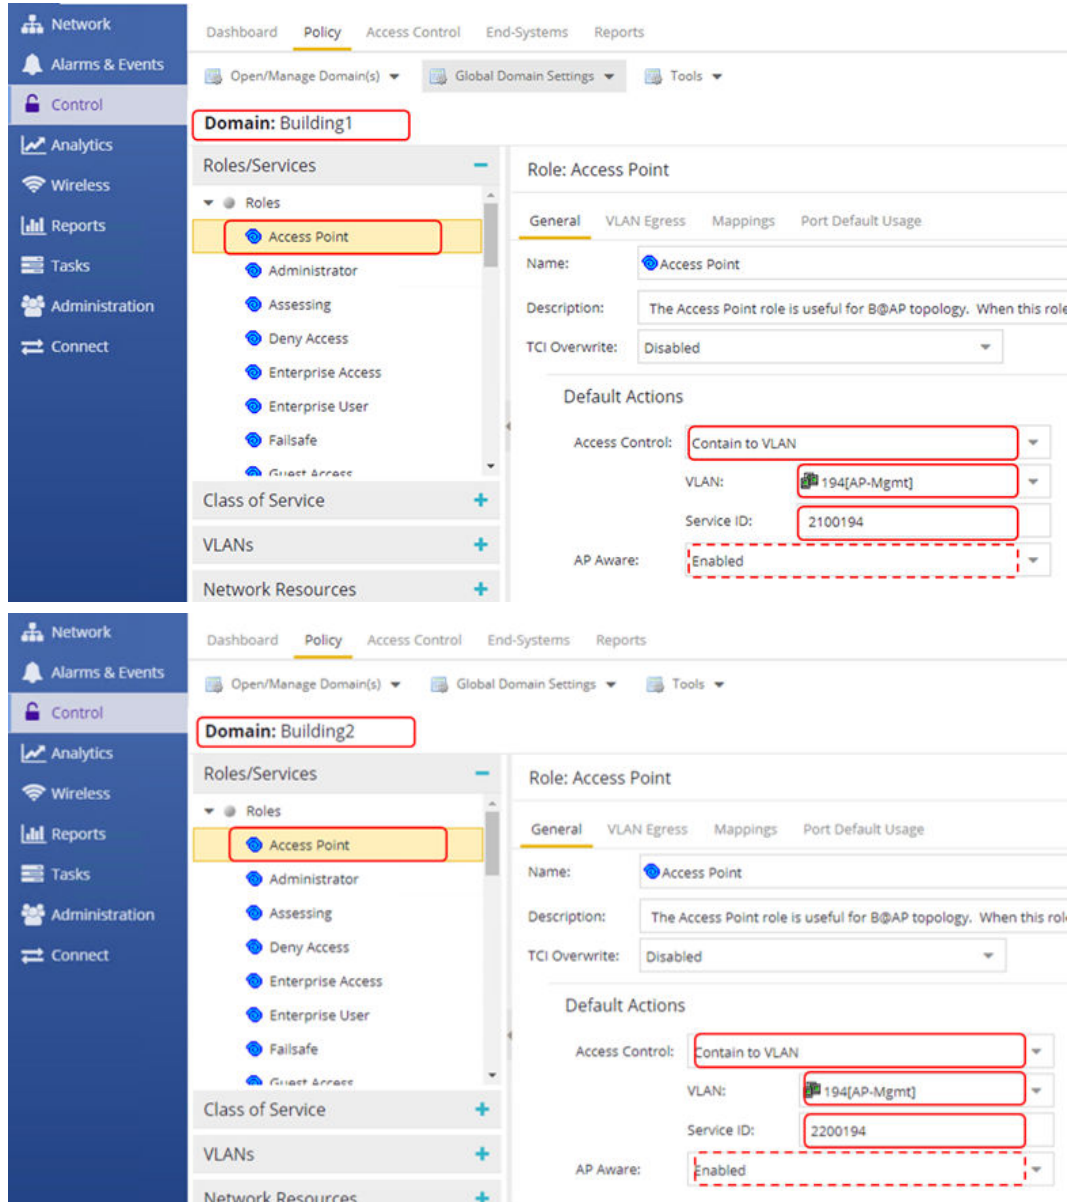 Network
Alarms & Events
Control
Analytics
Wireless
Reports
Tasks
Administration
Connect
Dashboard Policy Access Control End-Systems Reports
Open/Manage Domain(s) Global Domain Settings Tools
Domain: Building1
Roles/Services
Roles
Access Point
Administrator
Assessing
Deny Access
Enterprise Access
Enterprise User
Failsafe
Guest Access
Class of Service
VLANs
Network Resources
Role: Access Point
General VLAN Egress Mappings Port Default Usage
Name: Access Point
Description: The Access Point role is useful for B@AP topology. When this role
TCI Overwrite: Disabled
Default Actions
Access Control: Contain to VLAN
VLAN: 194[AP-Mgmt]
Service ID: 2100194
AP Aware: Enabled
Network
Alarms & Events
Control
Analytics
Wireless
Reports
Tasks
Administration
Connect
Dashboard Policy Access Control End-Systems Reports
Open/Manage Domain(s) Global Domain Settings Tools
Domain: Building2
Roles/Services
Roles
Access Point
Administrator
Assessing
Deny Access
Enterprise Access
Enterprise User
Failsafe
Guest Access
Class of Service
VLANs
Network Resources
Role: Access Point
General VLAN Egress Mappings Port Default Usage
Name: Access Point
Description: The Access Point role is useful for B@AP topology. When this role
TCI Overwrite: Disabled
Default Actions
Access Control: Contain to VLAN
VLAN: 194[AP-Mgmt]
Service ID: 2200194
AP Aware: Enabled